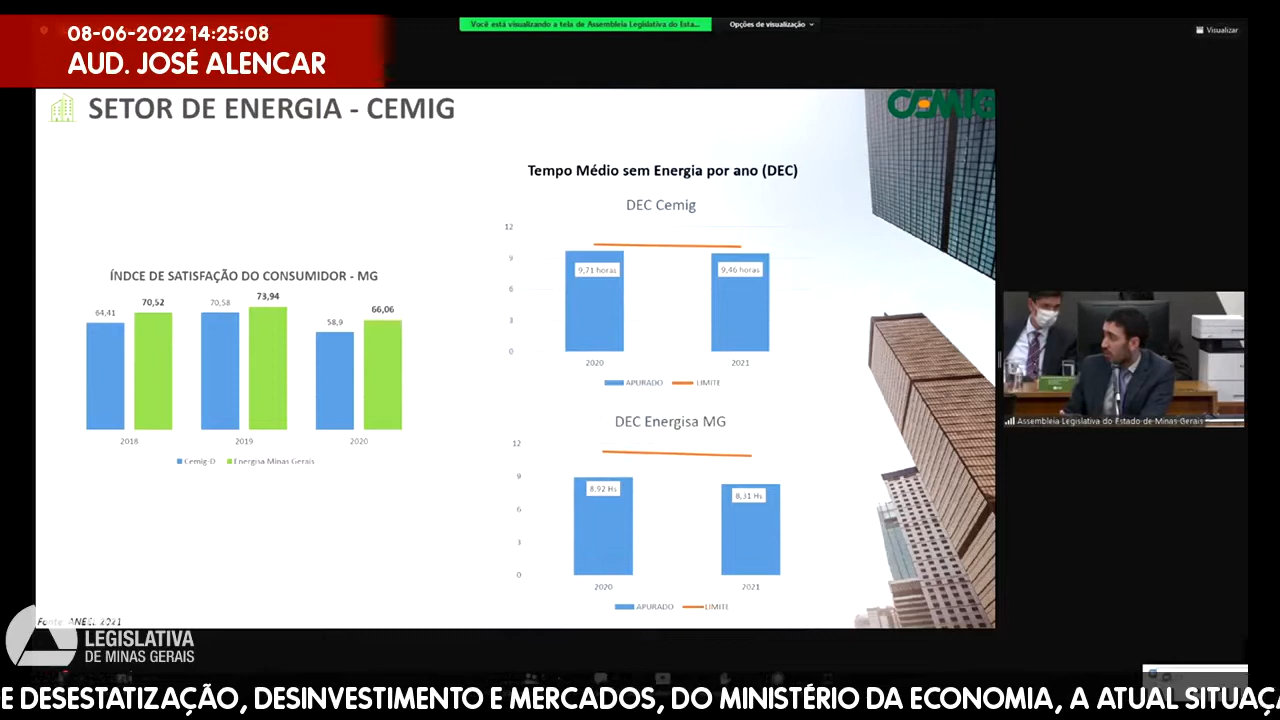 08-06-2022 14:25:08
AUD. JOSÉ ALENCAR
Você está visualizando a tela de Assembleia Legislativa do Esta...
Opções de visualização
Visualizar
SETOR DE ENERGIA - CEMIG
CEMIG
Tempo Médio sem Energia por ano (DEC)
DEC Cemig
12
9
6
3
0
9,71 horas
9,46 horas
2020
2021
APURADO
LIMITE
ÍNDCE DE SATISFAÇÃO DO CONSUMIDOR - MG
64,41
70,52
70,58
73,94
58,9
66,06
2018
2019
2020
Cemig-D
Energisa Minas Gerais
DEC Energisa MG
12
9
6
3
0
8,92 Hs
8,31 Hs
2020
2021
APURADO
LIMITE
Assembleia Legislativa do Estado de Minas Gerais
Fonte: ANEEL 2021
LEGISLATIVA
DE MINAS GERAIS
E DESESTATIZAÇÃO, DESINVESTIMENTO E MERCADOS, DO MINISTÉRIO DA ECONOMIA, A ATUAL SITUAÇ